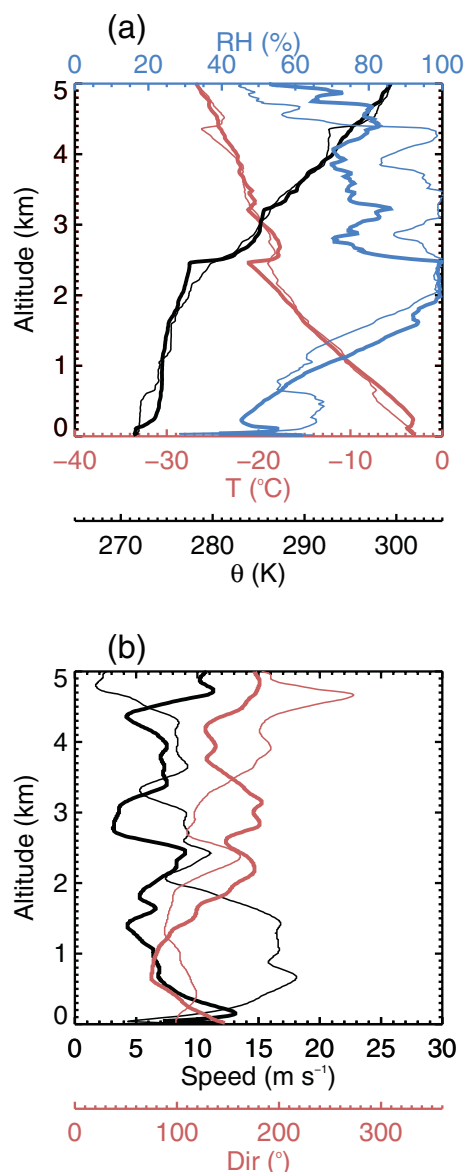 (a)
RH (%)
0 20 40 60 80 100
5
4
3
2
1
0
Altitude (km)
−40 −30 −20 −10 0
T (°C)
270 280 290 300
θ (K)
(b)
5
4
3
2
1
0
Altitude (km)
0 5 10 15 20 25 30
Speed (m s⁻¹)
0 100 200 300
Dir (°)